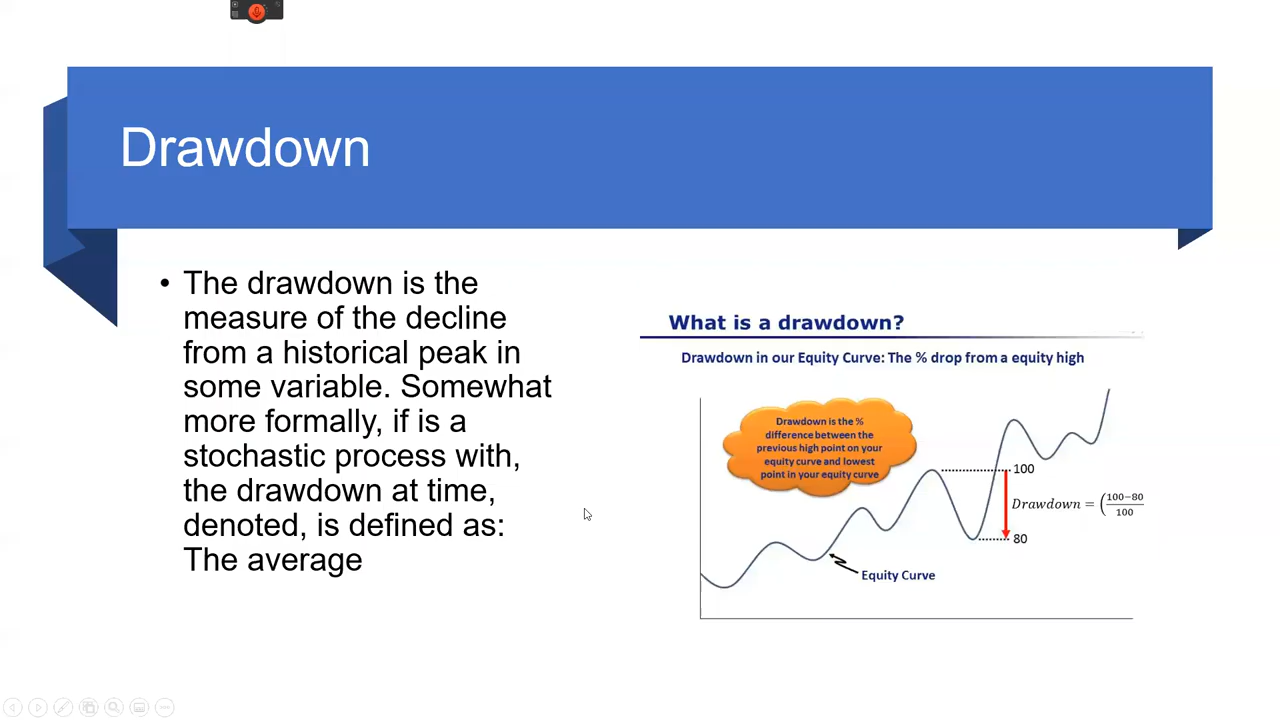 Drawdown
• The drawdown is the
measure of the decline
from a historical peak in
some variable. Somewhat
more formally, if is a
stochastic process with,
the drawdown at time,
denoted, is defined as:
The average
What is a drawdown?
Drawdown in our Equity Curve: The % drop from a equity high
Drawdown is the %
difference between the
previous high point on your
equity curve and lowest
point in your equity curve
100
Drawdown = (100−80
100
80
Equity Curve